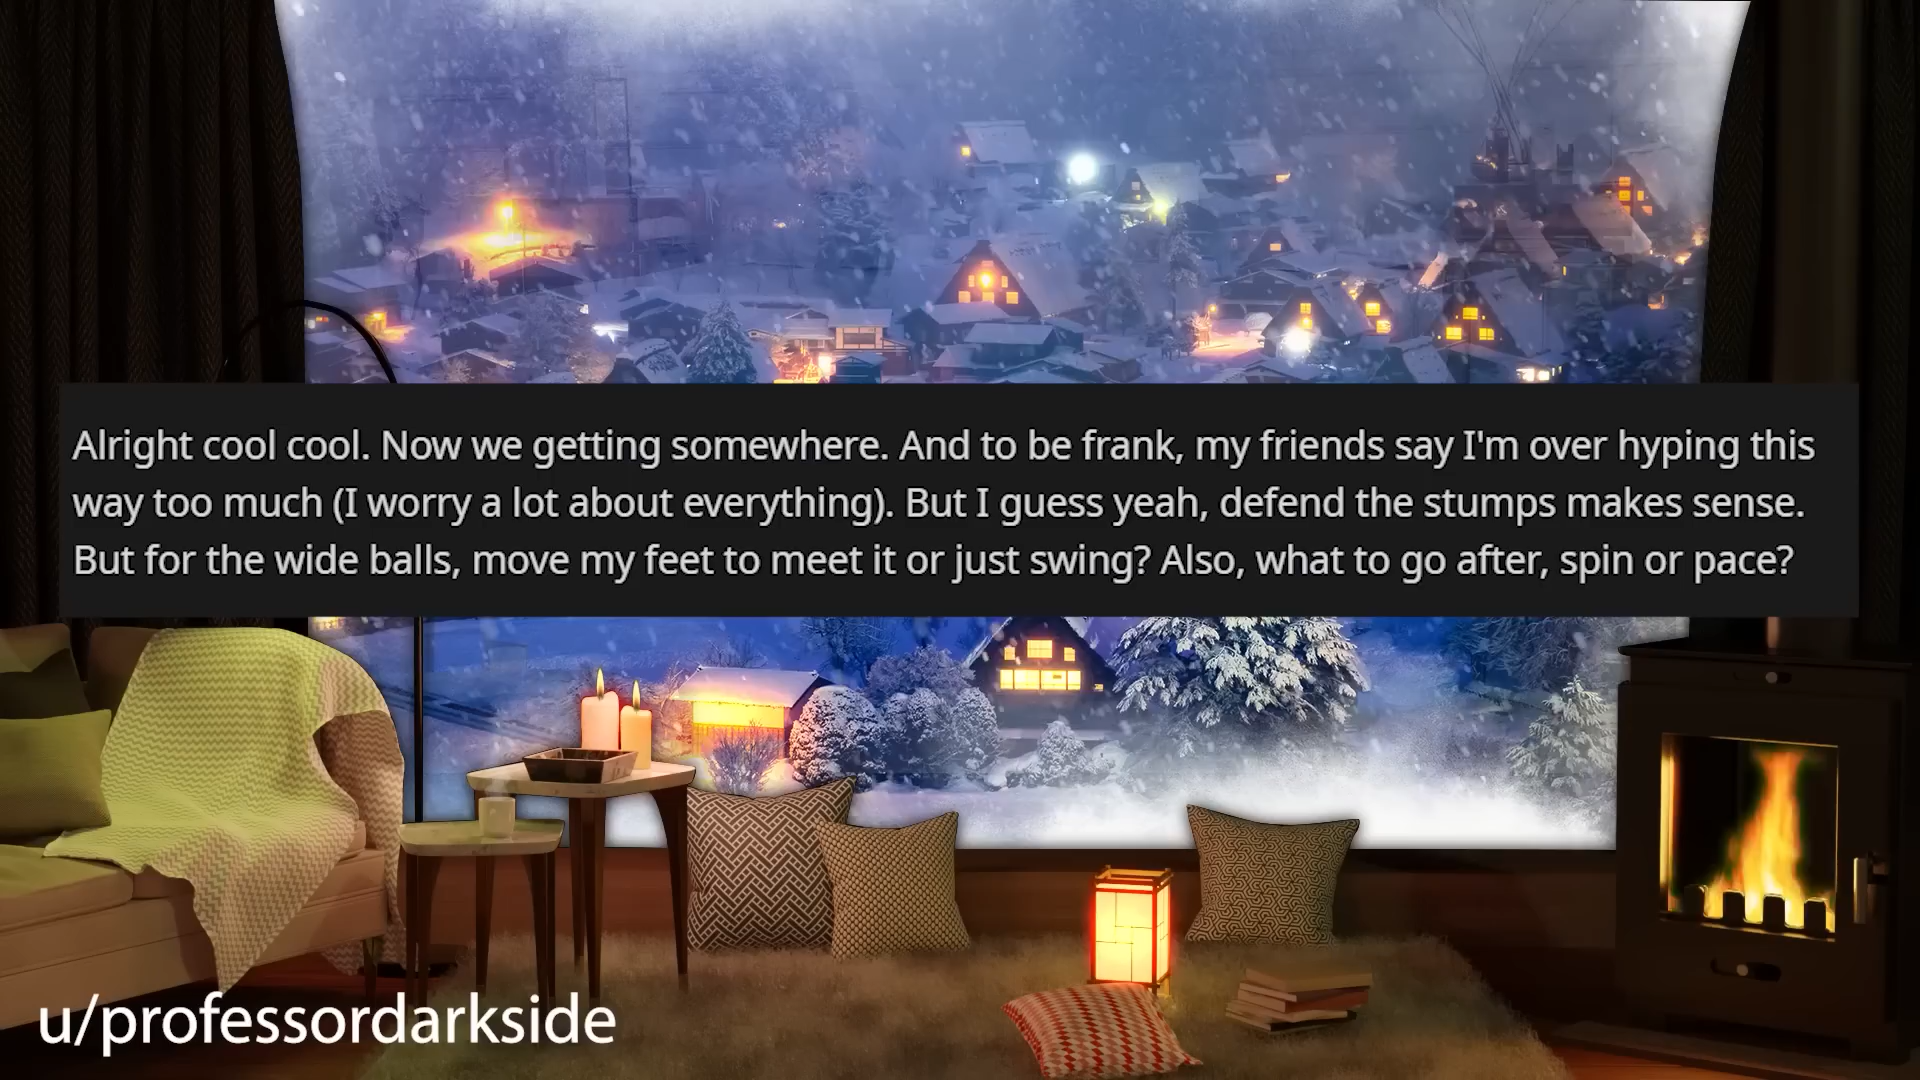 Alright cool cool. Now we getting somewhere. And to be frank, my friends say I'm over hyping this
way too much (I worry a lot about everything). But I guess yeah, defend the stumps makes sense.
But for the wide balls, move my feet to meet it or just swing? Also, what to go after, spin or pace?
u/professordarkside